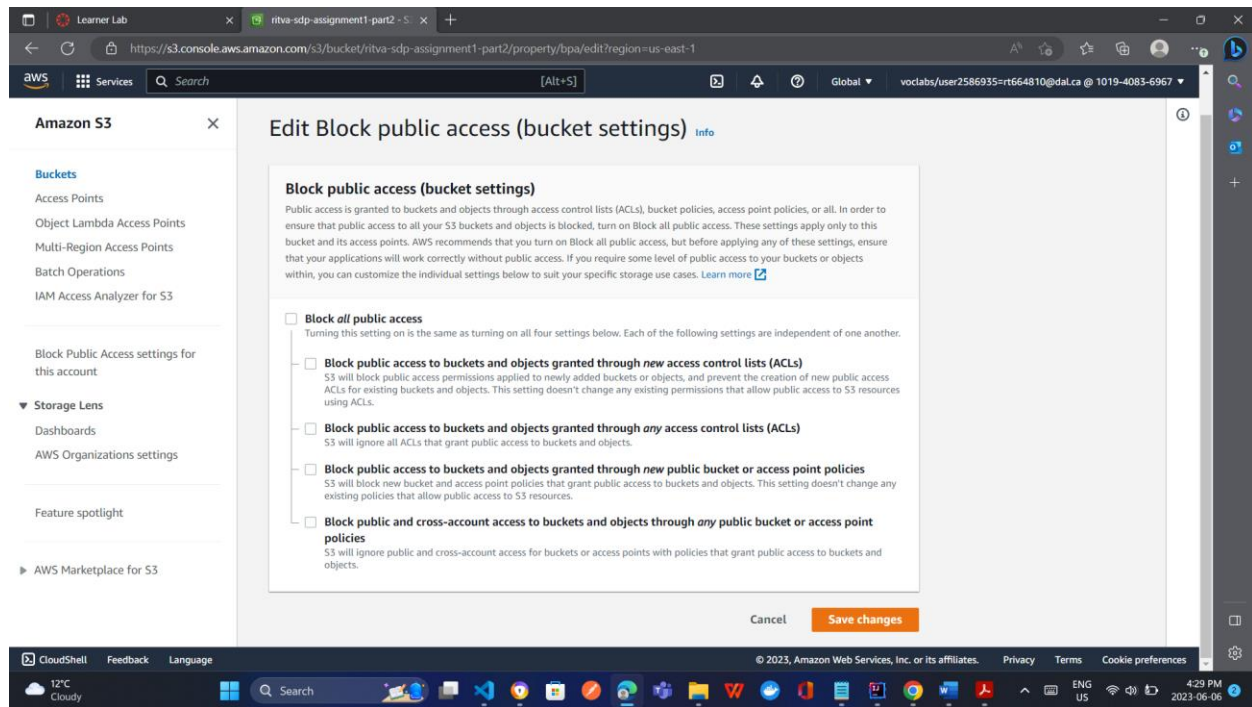 Learner Lab
ritva-sdp-assignment1-part2 - S
https://s3.console.aws.amazon.com/s3/bucket/ritva-sdp-assignment1-part2/property/bpa/edit?region=us-east-1
aws
Services
Search
[Alt+S]
Global
voclabs/user2586935=rt664810@dal.ca @ 1019-4083-6967
Amazon S3
Buckets
Access Points
Object Lambda Access Points
Multi-Region Access Points
Batch Operations
IAM Access Analyzer for S3
Block Public Access settings for
this account
Storage Lens
Dashboards
AWS Organizations settings
Feature spotlight
AWS Marketplace for S3
Edit Block public access (bucket settings) Info
Block public access (bucket settings)
Public access is granted to buckets and objects through access control lists (ACLs), bucket policies, access point policies, or all. In order to
ensure that public access to all your S3 buckets and objects is blocked, turn on Block all public access. These settings apply only to this
bucket and its access points. AWS recommends that you turn on Block all public access, but before applying any of these settings, ensure
that your applications will work correctly without public access. If you require some level of public access to your buckets or objects
within, you can customize the individual settings below to suit your specific storage use cases. Learn more
Block all public access
Turning this setting on is the same as turning on all four settings below. Each of the following settings are independent of one another.
Block public access to buckets and objects granted through new access control lists (ACLs)
S3 will block public access permissions applied to newly added buckets or objects, and prevent the creation of new public access
ACLs for existing buckets and objects. This setting doesn't change any existing permissions that allow public access to S3 resources
using ACLs.
Block public access to buckets and objects granted through any access control lists (ACLs)
S3 will ignore all ACLs that grant public access to buckets and objects.
Block public access to buckets and objects granted through new public bucket or access point policies
S3 will block new bucket and access point policies that grant public access to buckets and objects. This setting doesn't change any
existing policies that allow public access to S3 resources.
Block public and cross-account access to buckets and objects through any public bucket or access point
policies
S3 will ignore public and cross-account access for buckets or access points with policies that grant public access to buckets and
objects.
Cancel
Save changes
CloudShell
Feedback
Language
© 2023, Amazon Web Services, Inc. or its affiliates.
Privacy
Terms
Cookie preferences
12°C
Cloudy
Search
ENG
US
4:29 PM
2023-06-06
2